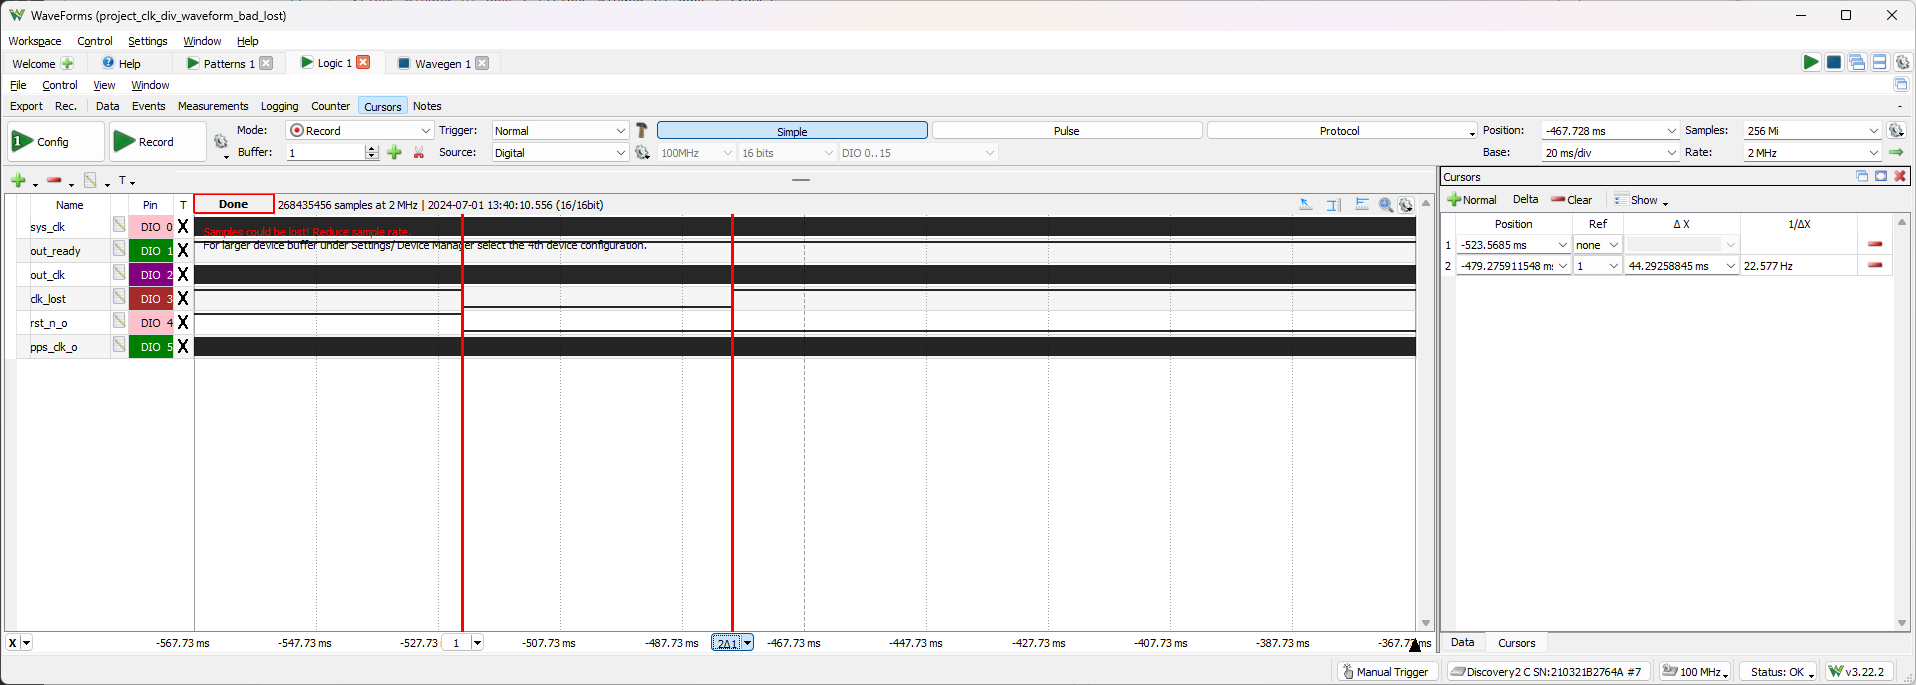 WaveForms (project_clk_div_waveform_bad_lost)
Workspace Control Settings Window Help
Welcome Help Patterns 1 Logic 1 Wavegen 1
File Control View Window
Export Rec. Data Events Measurements Logging Counter Cursors Notes
1 Config Record Mode: Record Trigger: Normal Simple Pulse Protocol Position: -467.728 ms Samples: 256 Mi
Buffer: 1 Source: Digital 100MHz 16 bits DIO 0..15 Base: 20 ms/div Rate: 2 MHz
T
Name Pin T Done 268435456 samples at 2 MHz | 2024-07-01 13:40:10.556 (16/16bit)
sys_clk DIO 0 X
Samples could be lost! Reduce sample rate.
For larger device buffer under Settings/Device Manager select the 4th device configuration.
out_ready DIO 1 X
out_clk DIO 2 X
clk_lost DIO 3 X
rst_n_o DIO 4 X
pps_clk_o DIO 5 X
X -567.73 ms -547.73 ms -527.73 1 -507.73 ms -487.73 ms 2Δ1 -467.73 ms -447.73 ms -427.73 ms -407.73 ms -387.73 ms -367.73 ms
Cursors
Normal Delta Clear Show
Position Ref Δ X 1/ΔX
1 -523.5685 ms none
2 -479.275911548 ms 1 44.29258845 ms 22.577 Hz
Data Cursors
Manual Trigger Discovery2 C SN:210321B2764A #7 100 MHz Status: OK v3.22.2